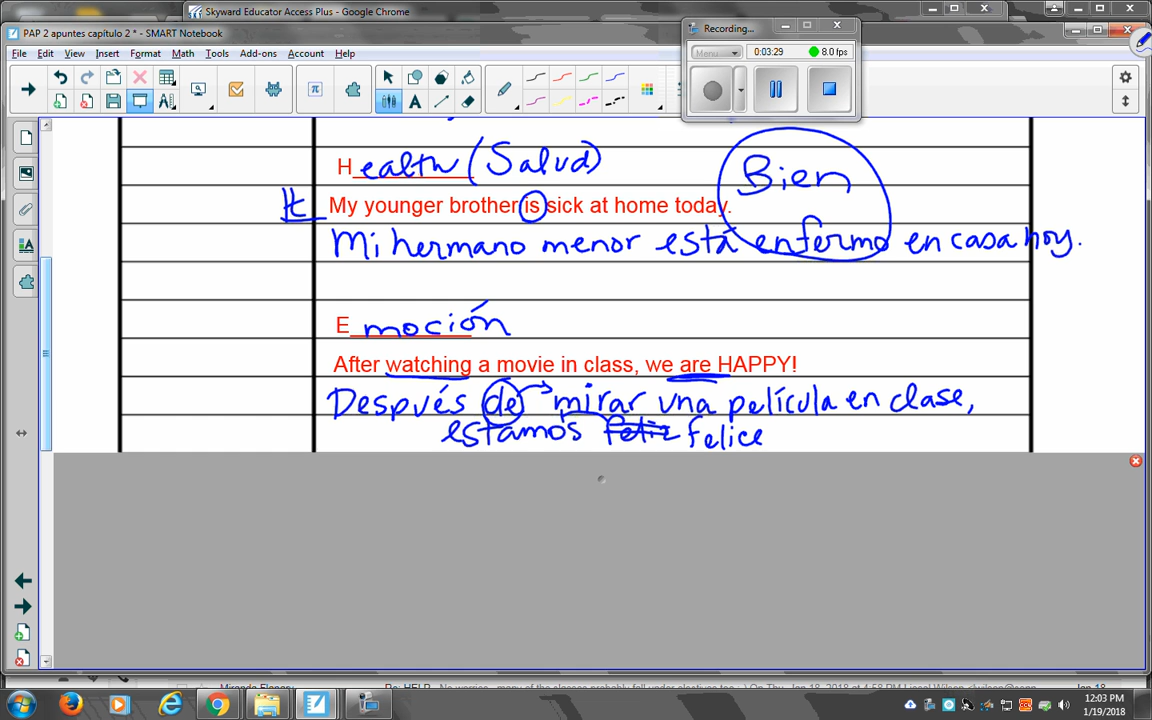 Skyward Educator Access Plus - Google Chrome
PAP 2 apuntes capítulo 2 * - SMART Notebook
Recording...
File Edit View Insert Format Math Tools Add-ons Account Help
Menu 0:03:29 8.0 fps
Health (Salud)
Bien
My younger brother is sick at home today.
Mi hermano menor está enfermo en casa hoy.
Emoción
After watching a movie in class, we are HAPPY!
Después de mirar una película en clase,
estamos feliz felice
12:03 PM
1/19/2018